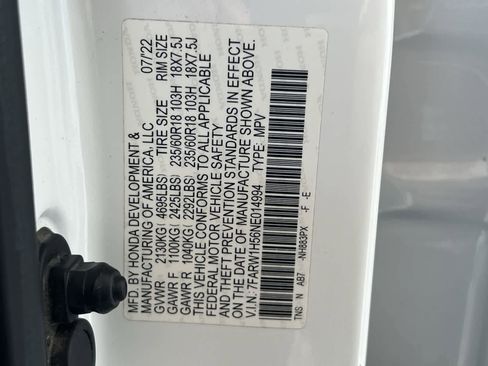 MFD. BY HONDA DEVELOPMENT &
MANUFACTURING OF AMERICA, LLC 07/'22
GVWR 2130KG( 4695LBS) TIRE SIZE RIM SIZE
GAWR F 1100KG( 2425LBS) 235/60R18 103H 18X7.5J
GAWR R 1040KG( 2292LBS) 235/60R18 103H 18X7.5J
THIS VEHICLE CONFORMS TO ALL APPLICABLE
FEDERAL MOTOR VEHICLE SAFETY
AND THEFT PREVENTION STANDARDS IN EFFECT
ON THE DATE OF MANUFACTURE SHOWN ABOVE.
V.I.N.: 7FARW1H56NE014994 TYPE: MPV
TNS N AB7 -NH883PX -F -E